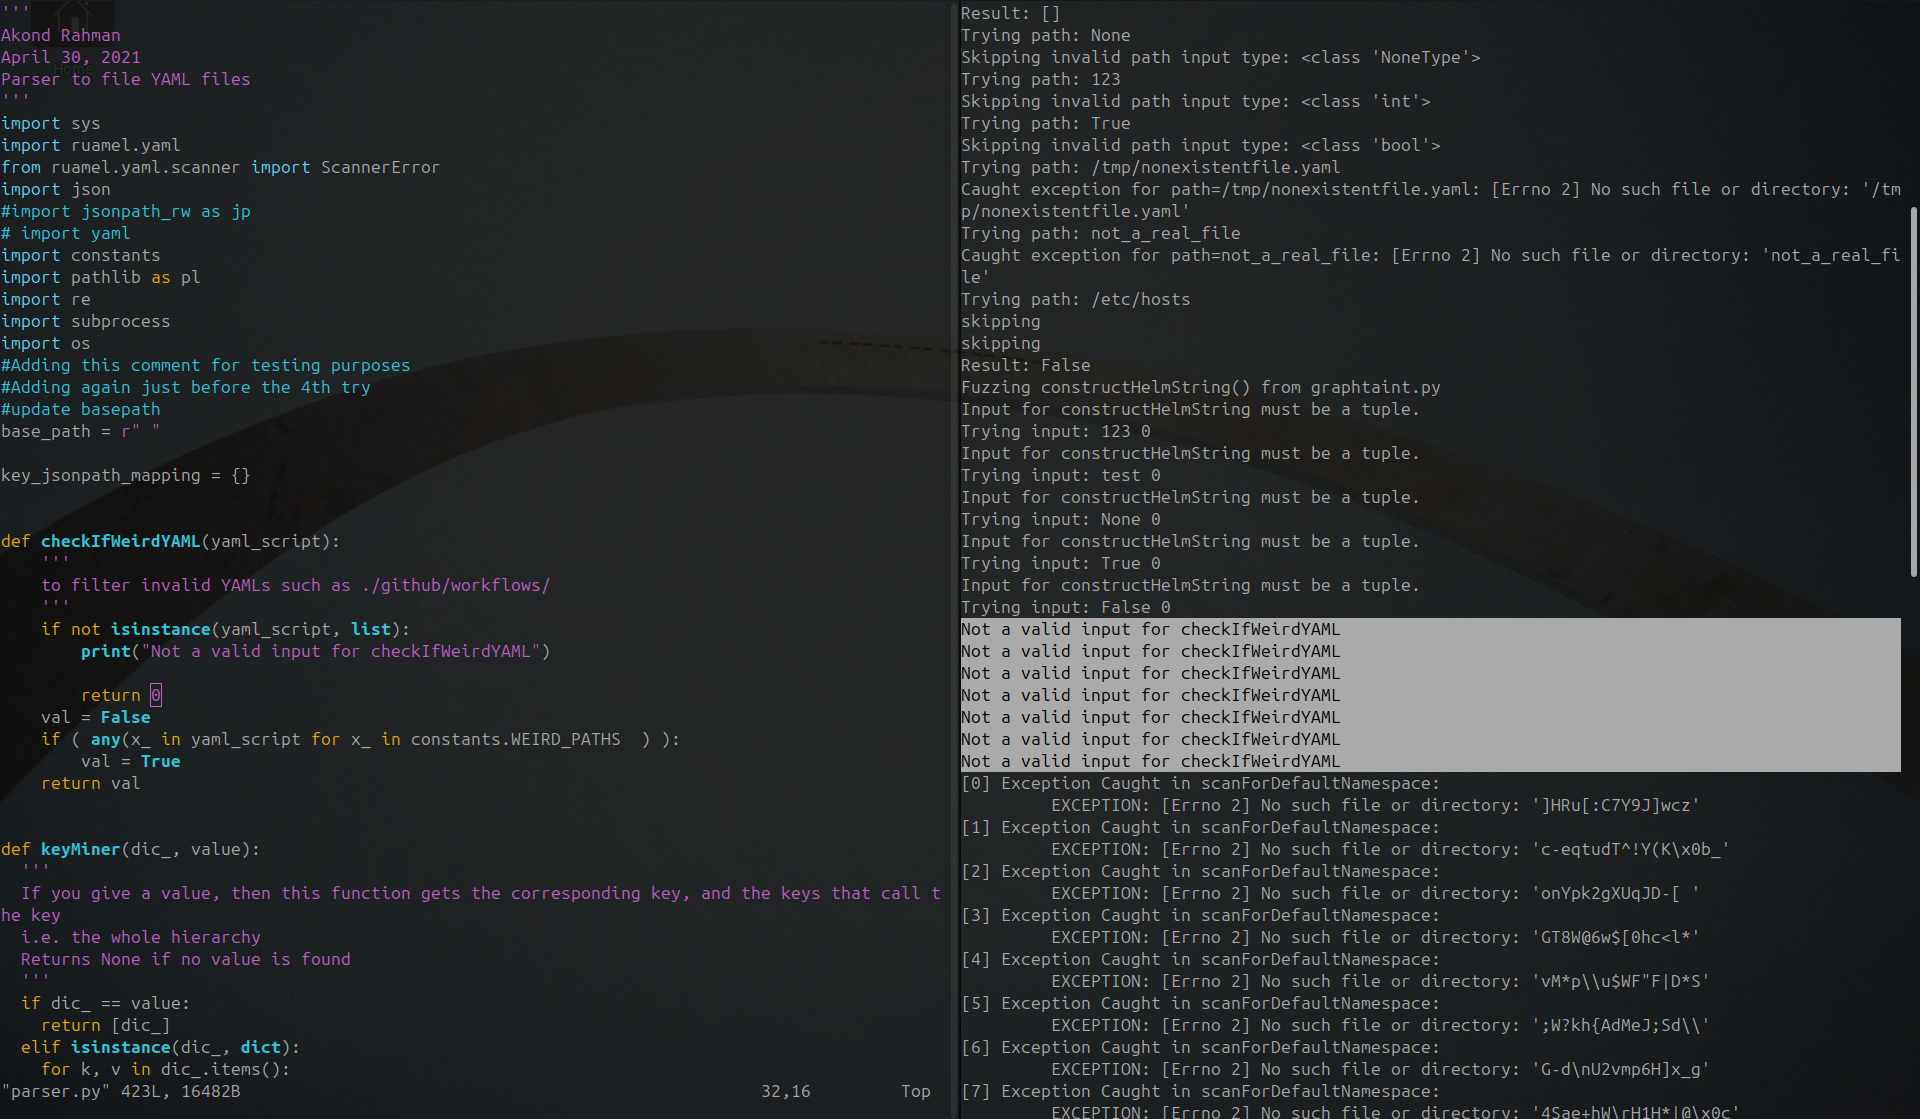 '''
Akond Rahman
April 30, 2021
Parser to file YAML files
'''
import sys
import ruamel.yaml
from ruamel.yaml.scanner import ScannerError
import json
#import jsonpath_rw as jp
# import yaml
import constants
import pathlib as pl
import re
import subprocess
import os
#Adding this comment for testing purposes
#Adding again just before the 4th try
#update basepath
base_path = r" "
key_jsonpath_mapping = {}
def checkIfWeirdYAML(yaml_script):
    '''
    to filter invalid YAMLs such as ./github/workflows/
    '''
    if not isinstance(yaml_script, list):
        print("Not a valid input for checkIfWeirdYAML")
        return 0
    val = False
    if ( any(x_ in yaml_script for x_ in constants.WEIRD_PATHS  ) ):
        val = True
    return val
def keyMiner(dic_, value):
  '''
  If you give a value, then this function gets the corresponding key, and the keys that call t
he key
  i.e. the whole hierarchy
  Returns None if no value is found
  '''
  if dic_ == value:
    return [dic_]
  elif isinstance(dic_, dict):
    for k, v in dic_.items():
"parser.py" 423L, 16482B 32,16 Top
Result: []
Trying path: None
Skipping invalid path input type: <class 'NoneType'>
Trying path: 123
Skipping invalid path input type: <class 'int'>
Trying path: True
Skipping invalid path input type: <class 'bool'>
Trying path: /tmp/nonexistentfile.yaml
Caught exception for path=/tmp/nonexistentfile.yaml: [Errno 2] No such file or directory: '/tm
p/nonexistentfile.yaml'
Trying path: not_a_real_file
Caught exception for path=not_a_real_file: [Errno 2] No such file or directory: 'not_a_real_fi
le'
Trying path: /etc/hosts
skipping
skipping
Result: False
Fuzzing constructHelmString() from graphtaint.py
Input for constructHelmString must be a tuple.
Trying input: 123 0
Input for constructHelmString must be a tuple.
Trying input: test 0
Input for constructHelmString must be a tuple.
Trying input: None 0
Input for constructHelmString must be a tuple.
Trying input: True 0
Input for constructHelmString must be a tuple.
Trying input: False 0
Not a valid input for checkIfWeirdYAML
Not a valid input for checkIfWeirdYAML
Not a valid input for checkIfWeirdYAML
Not a valid input for checkIfWeirdYAML
Not a valid input for checkIfWeirdYAML
Not a valid input for checkIfWeirdYAML
Not a valid input for checkIfWeirdYAML
[0] Exception Caught in scanForDefaultNamespace:
         EXCEPTION: [Errno 2] No such file or directory: ']HRu[:C7Y9J]wcz'
[1] Exception Caught in scanForDefaultNamespace:
         EXCEPTION: [Errno 2] No such file or directory: 'c-eqtudT^!Y(K\x0b_'
[2] Exception Caught in scanForDefaultNamespace:
         EXCEPTION: [Errno 2] No such file or directory: 'onYpk2gXUqJD-[ '
[3] Exception Caught in scanForDefaultNamespace:
         EXCEPTION: [Errno 2] No such file or directory: 'GT8W@6w$[0hc<l*'
[4] Exception Caught in scanForDefaultNamespace:
         EXCEPTION: [Errno 2] No such file or directory: 'vM*p\\u$WF"F|D*S'
[5] Exception Caught in scanForDefaultNamespace:
         EXCEPTION: [Errno 2] No such file or directory: ';W?kh{AdMeJ;Sd\\'
[6] Exception Caught in scanForDefaultNamespace:
         EXCEPTION: [Errno 2] No such file or directory: 'G-d\nU2vmp6H]x_g'
[7] Exception Caught in scanForDefaultNamespace:
         EXCEPTION: [Errno 2] No such file or directory: '4Sae+hW\rH1H*|@\x0c'